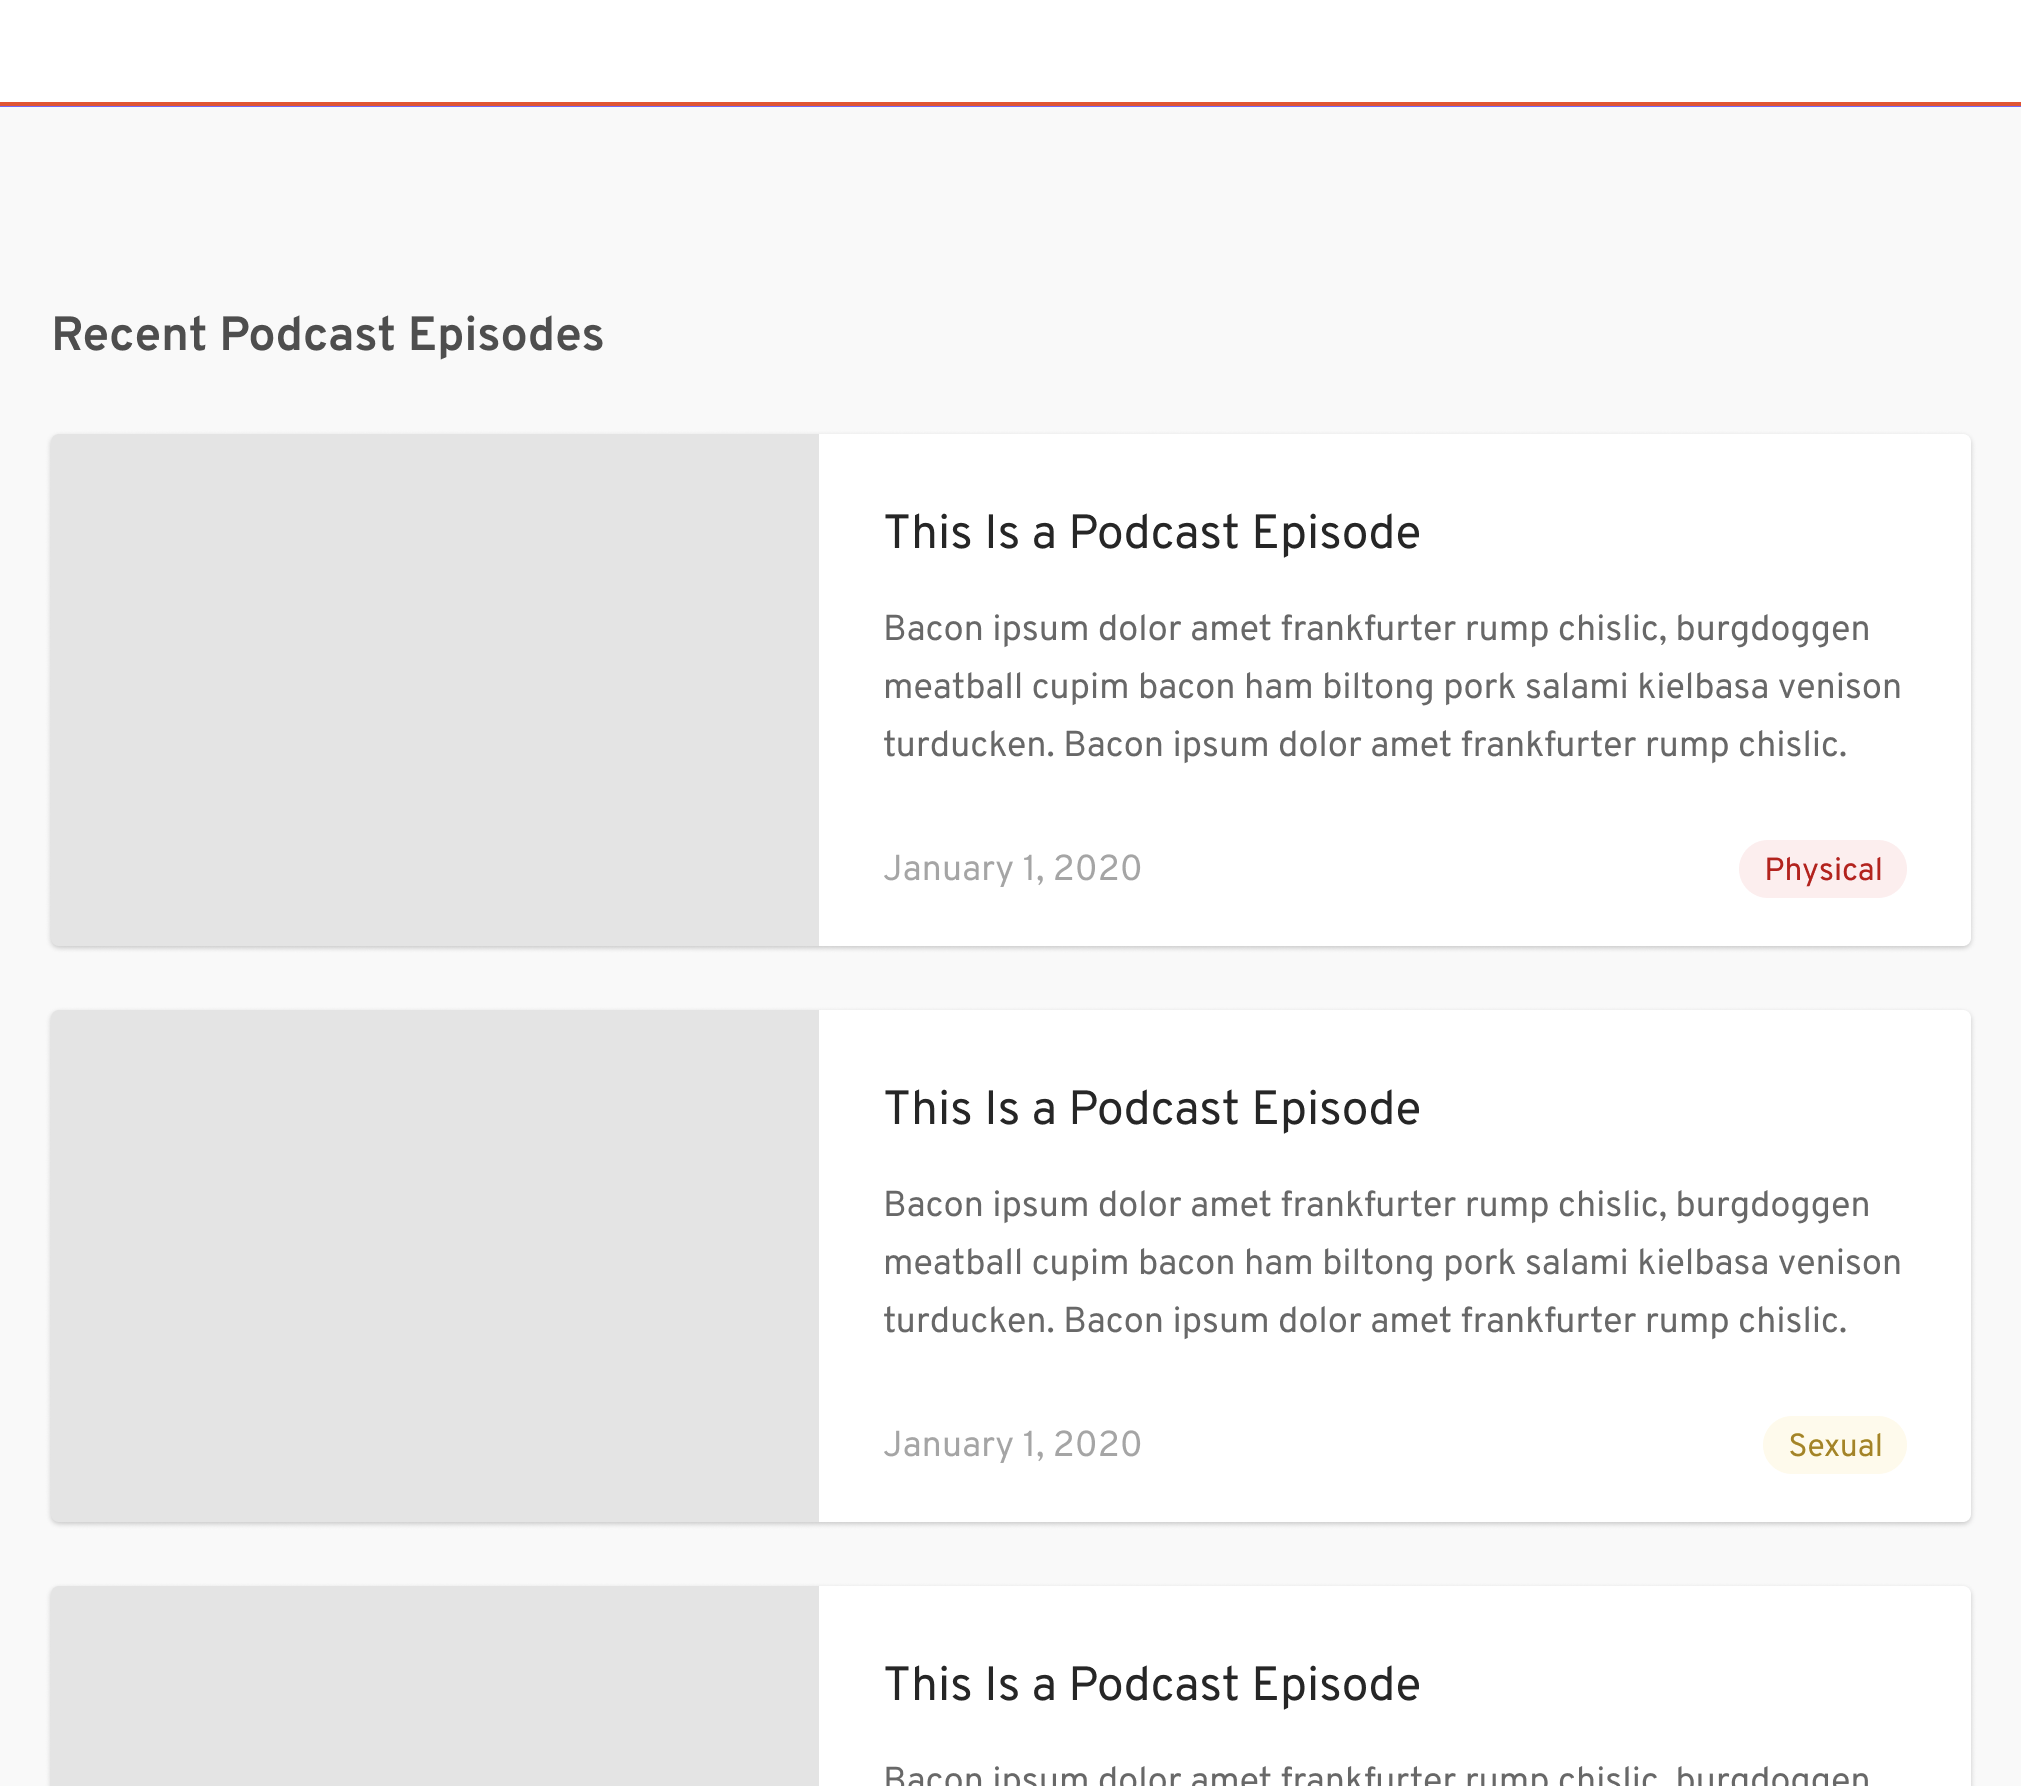 Recent Podcast Episodes
This Is a Podcast Episode
Bacon ipsum dolor amet frankfurter rump chislic, burgdoggen
meatball cupim bacon ham biltong pork salami kielbasa venison
turducken. Bacon ipsum dolor amet frankfurter rump chislic.
January 1, 2020
Physical
This Is a Podcast Episode
Bacon ipsum dolor amet frankfurter rump chislic, burgdoggen
meatball cupim bacon ham biltong pork salami kielbasa venison
turducken. Bacon ipsum dolor amet frankfurter rump chislic.
January 1, 2020
Sexual
This Is a Podcast Episode
Bacon ipsum dolor amet frankfurter rump chislic, burgdoggen